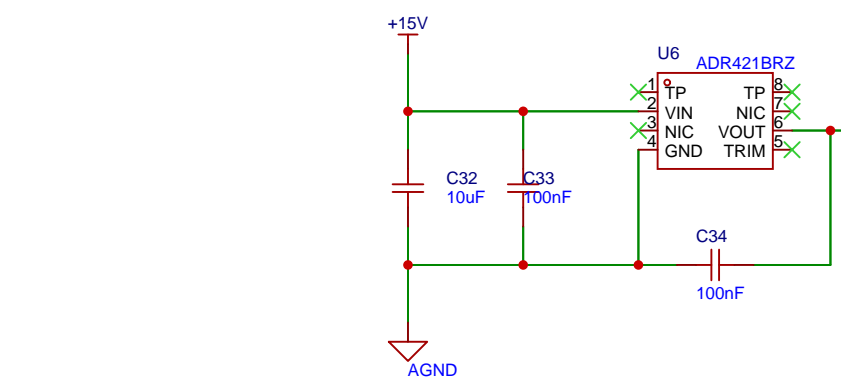 +15V
U6
ADR421BRZ
1 TP TP 8
2 VIN NIC 7
3 NIC VOUT 6
4 GND TRIM 5
C32
10uF
C33
100nF
C34
100nF
AGND